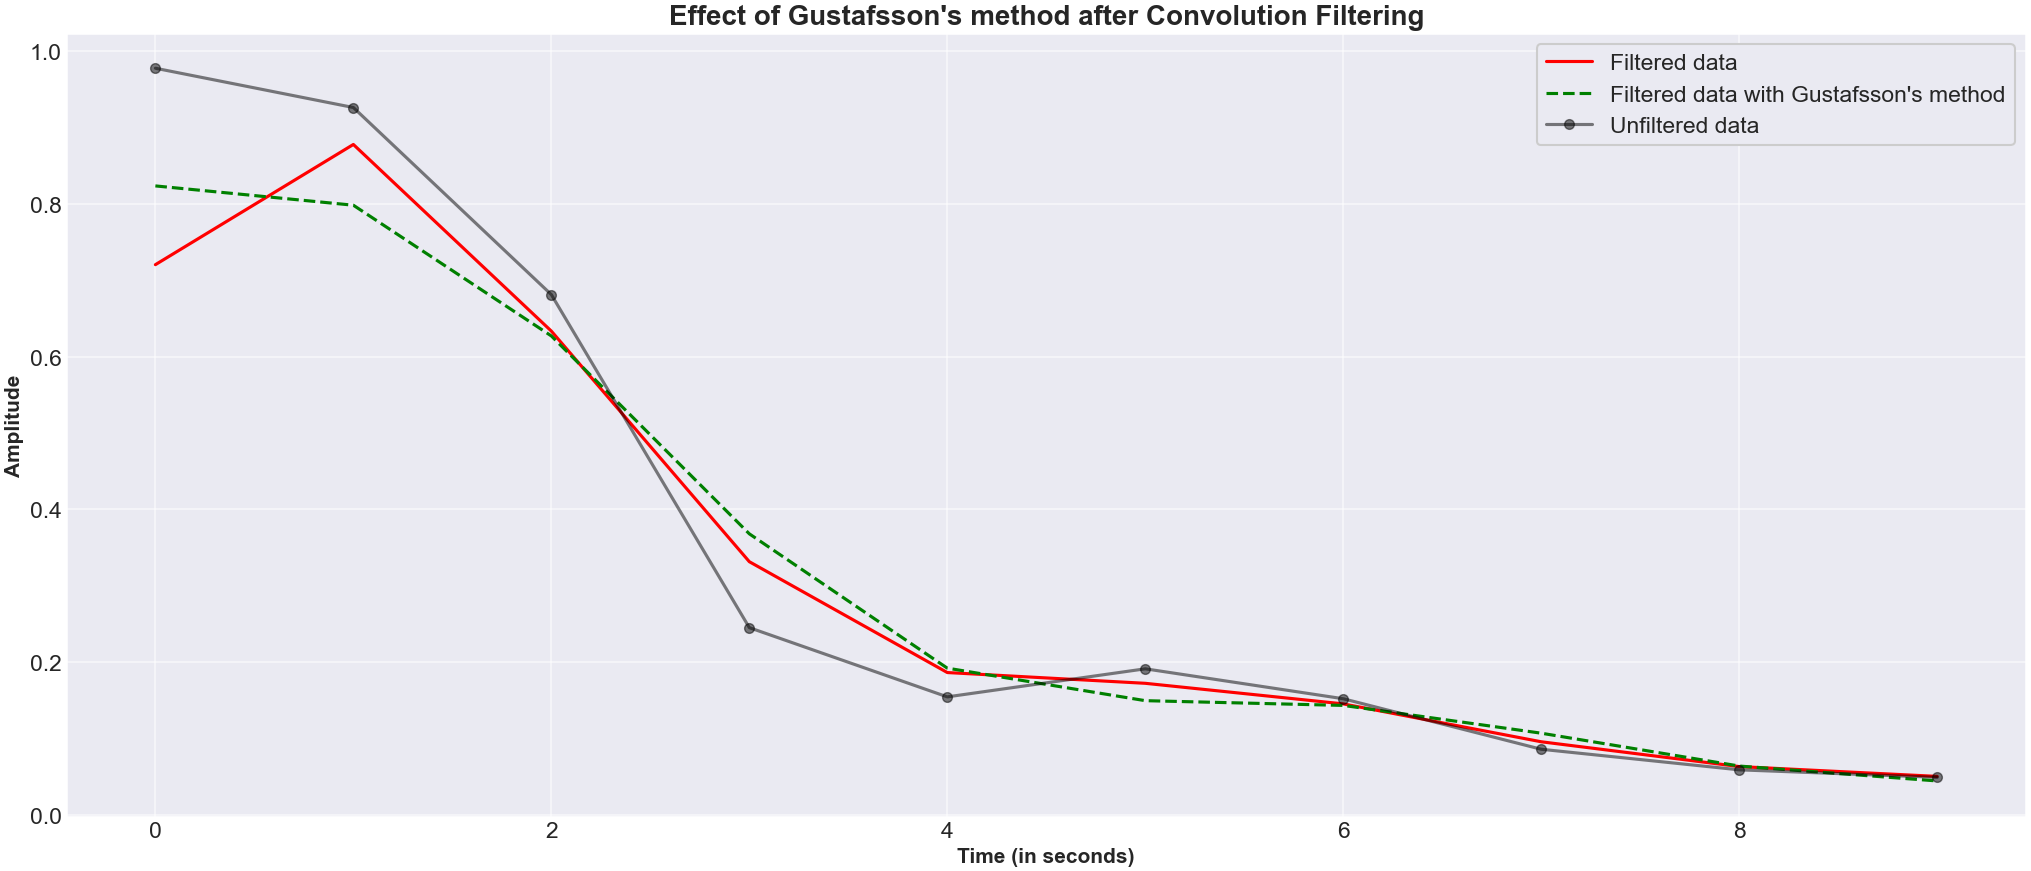 Effect of Gustafsson's method after Convolution Filtering
Filtered data
Filtered data with Gustafsson's method
Unfiltered data
Amplitude
1.0
0.8
0.6
0.4
0.2
0.0
0 2 4 6 8
Time (in seconds)